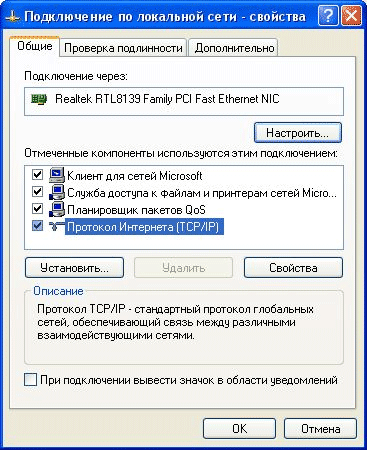 Подключение по локальной сети - свойства
Общие Проверка подлинности Дополнительно
Подключение через:
Realtek RTL8139 Family PCI Fast Ethernet NIC
Настроить...
Отмеченные компоненты используются этим подключением:
Клиент для сетей Microsoft
Служба доступа к файлам и принтерам сетей Micro...
Планировщик пакетов QoS
Протокол Интернета (TCP/IP)
Установить... Удалить Свойства
Описание
Протокол TCP/IP - стандартный протокол глобальных
сетей, обеспечивающий связь между различными
взаимодействующими сетями.
При подключении вывести значок в области уведомлений
OK Отмена